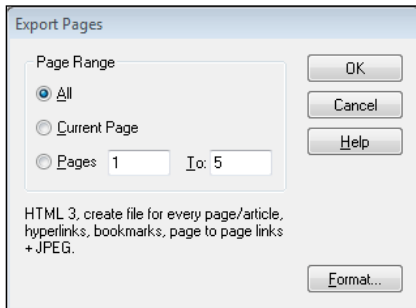 Export Pages
Page Range
All
Current Page
Pages 1 To: 5
OK
Cancel
Help
HTML 3, create file for every page/article,
hyperlinks, bookmarks, page to page links
+ JPEG.
Format...